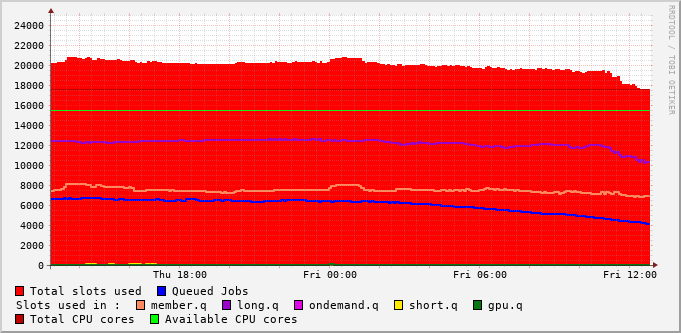 24000
22000
20000
18000
16000
14000
12000
10000
8000
6000
4000
2000
0
Thu 18:00 Fri 00:00 Fri 06:00 Fri 12:00
RRDTOOL / TOBI OETIKER
Total slots used Queued Jobs
Slots used in : member.q long.q ondemand.q short.q gpu.q
Total CPU cores Available CPU cores